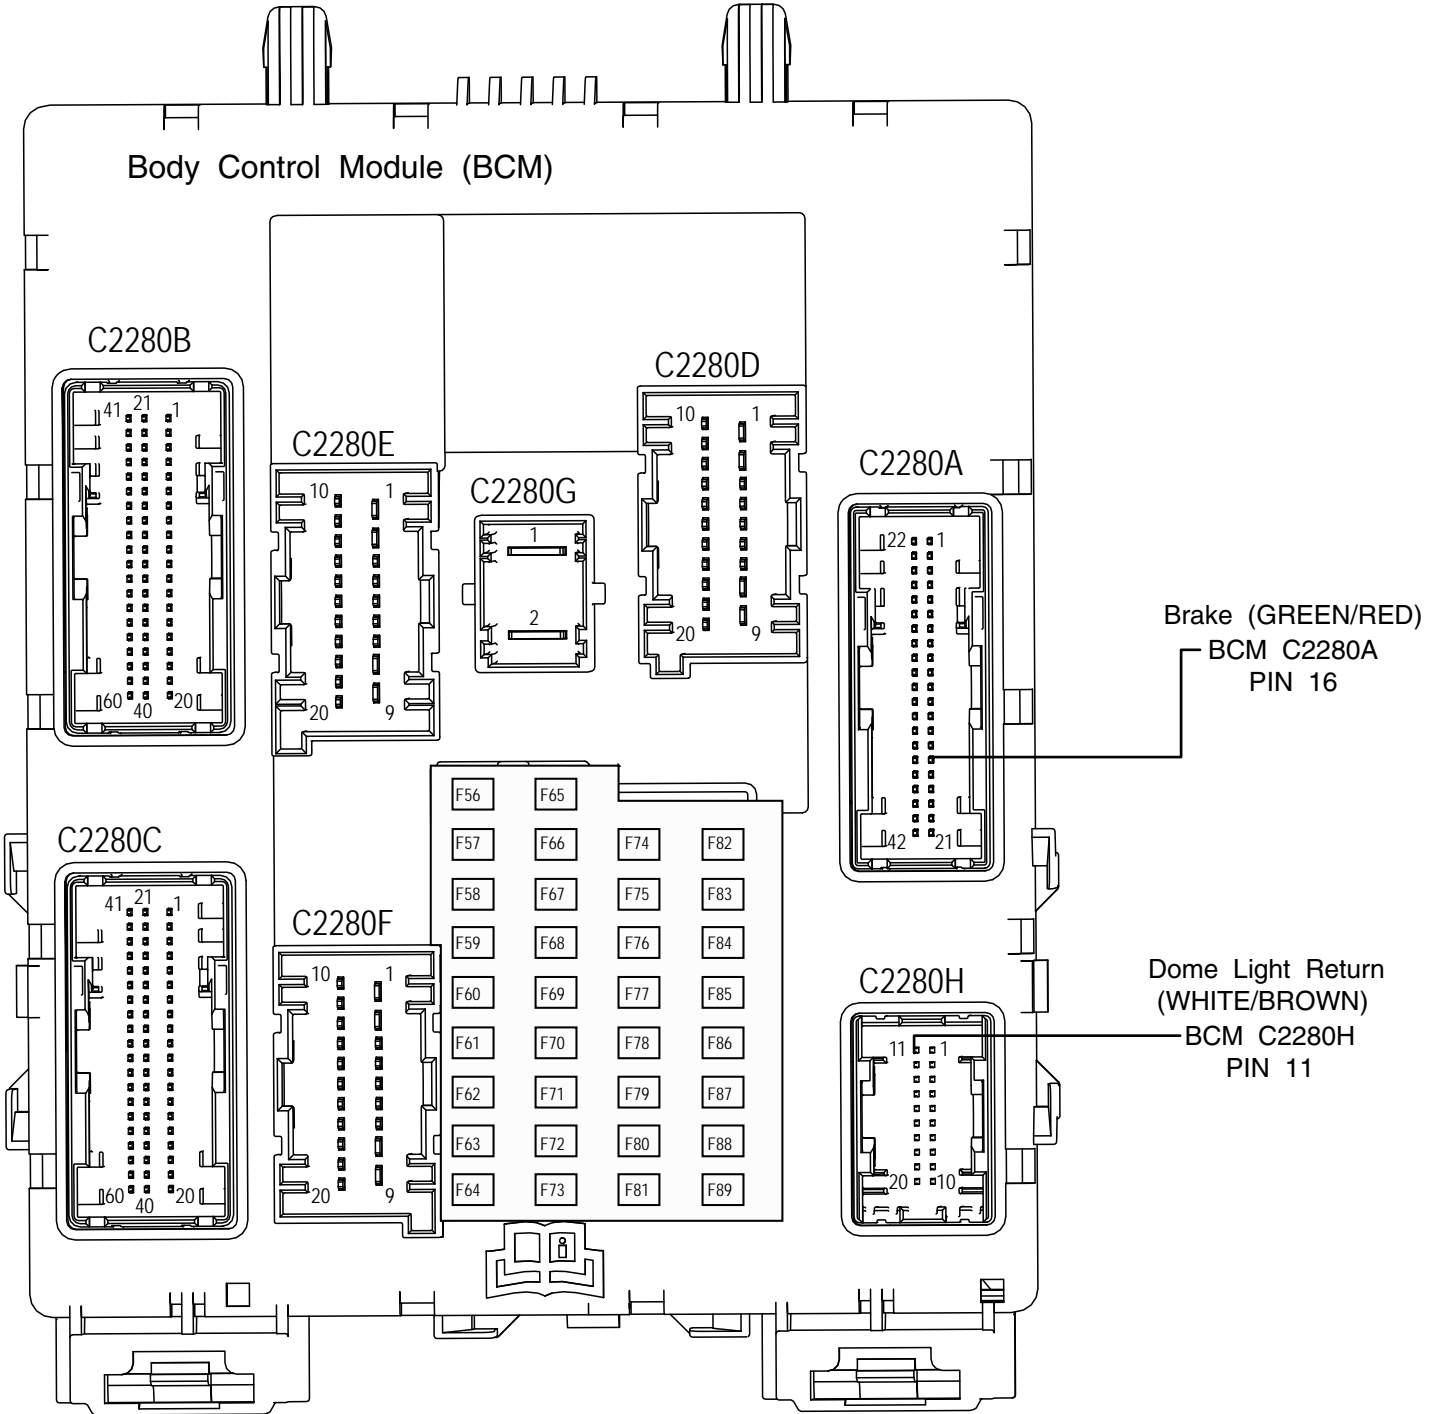 Body Control Module (BCM)
C2280B
41 21 1
60 40 20
C2280E
10 1
20 9
C2280G
1
2
C2280D
10 1
20 9
C2280A
22 1
42 21
Brake (GREEN/RED)
BCM C2280A
PIN 16
C2280C
41 21 1
60 40 20
C2280F
10 1
20 9
F56 F65
F57 F66 F74 F82
F58 F67 F75 F83
F59 F68 F76 F84
F60 F69 F77 F85
F61 F70 F78 F86
F62 F71 F79 F87
F63 F72 F80 F88
F64 F73 F81 F89
i
C2280H
11 1
20 10
Dome Light Return
(WHITE/BROWN)
BCM C2280H
PIN 11